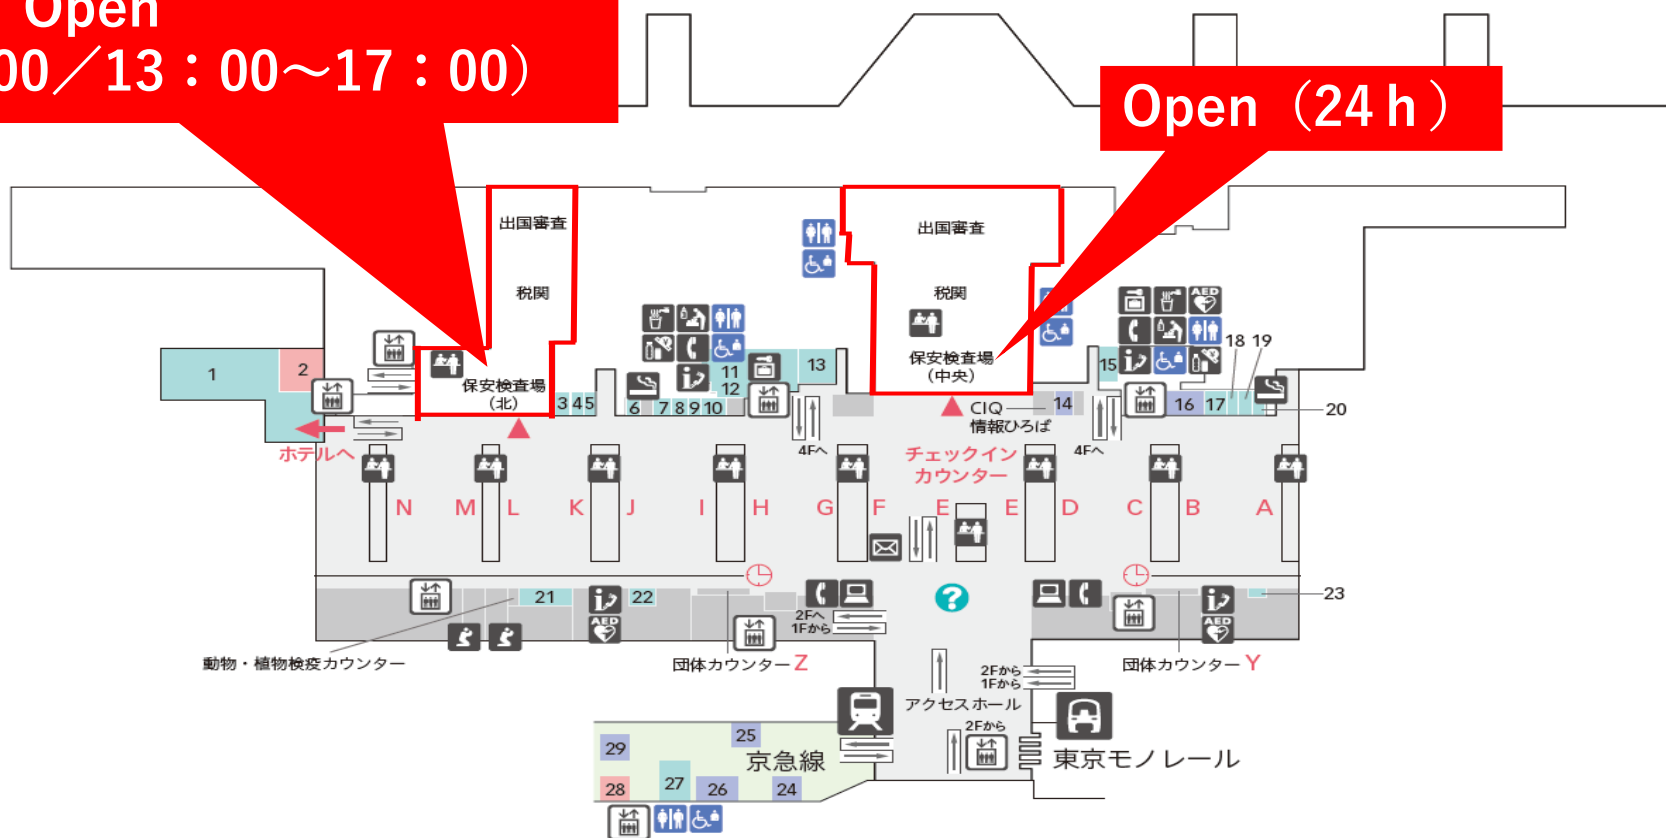 Open
00／13：00～17：00）
Open（24ｈ）
出国審査
税関
保安検査場
（北）
出国審査
税関
保安検査場
（中央）
1
2
3 4 5
6
7 8 9 10
11
12
13
14
15
16
17
18
19
20
AED
CIQ
情報ひろば
4Fへ
4Fへ
ホテルへ
チェックイン
カウンター
N
M
L
K
J
I
H
G
F
E
E
D
C
B
A
?
21
22
23
AED
AED
2Fへ
1Fから
動物・植物検疫カウンター
団体カウンター Z
団体カウンター Y
2Fから
1Fから
アクセスホール
2Fから
京急線
東京モノレール
25
29
28
27
26
24